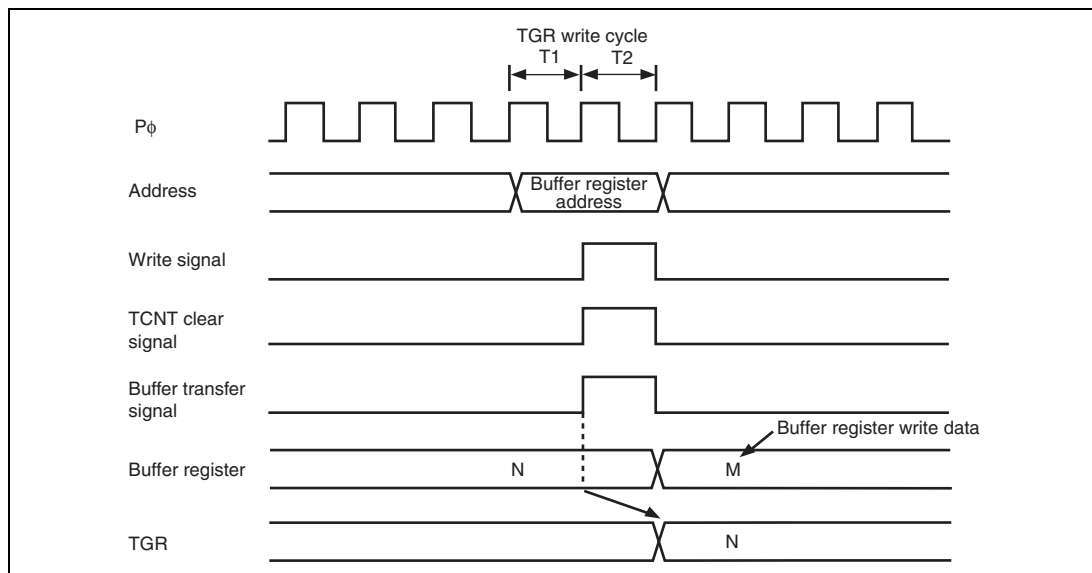 TGR write cycle
T1 T2
Pϕ
Address
Buffer register
address
Write signal
TCNT clear
signal
Buffer transfer
signal
Buffer register write data
Buffer register
N
M
TGR
N